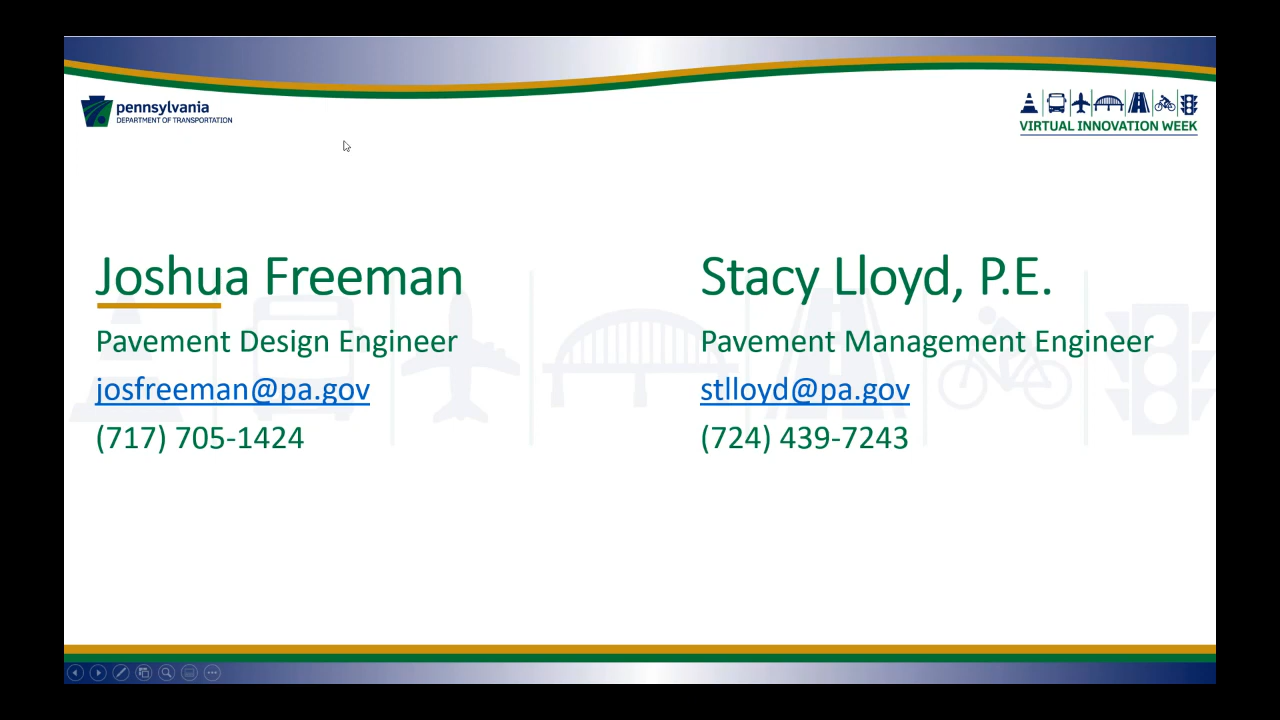 pennsylvania
DEPARTMENT OF TRANSPORTATION
VIRTUAL INNOVATION WEEK
Joshua Freeman
Pavement Design Engineer
josfreeman@pa.gov
(717) 705-1424
Stacy Lloyd, P.E.
Pavement Management Engineer
stlloyd@pa.gov
(724) 439-7243